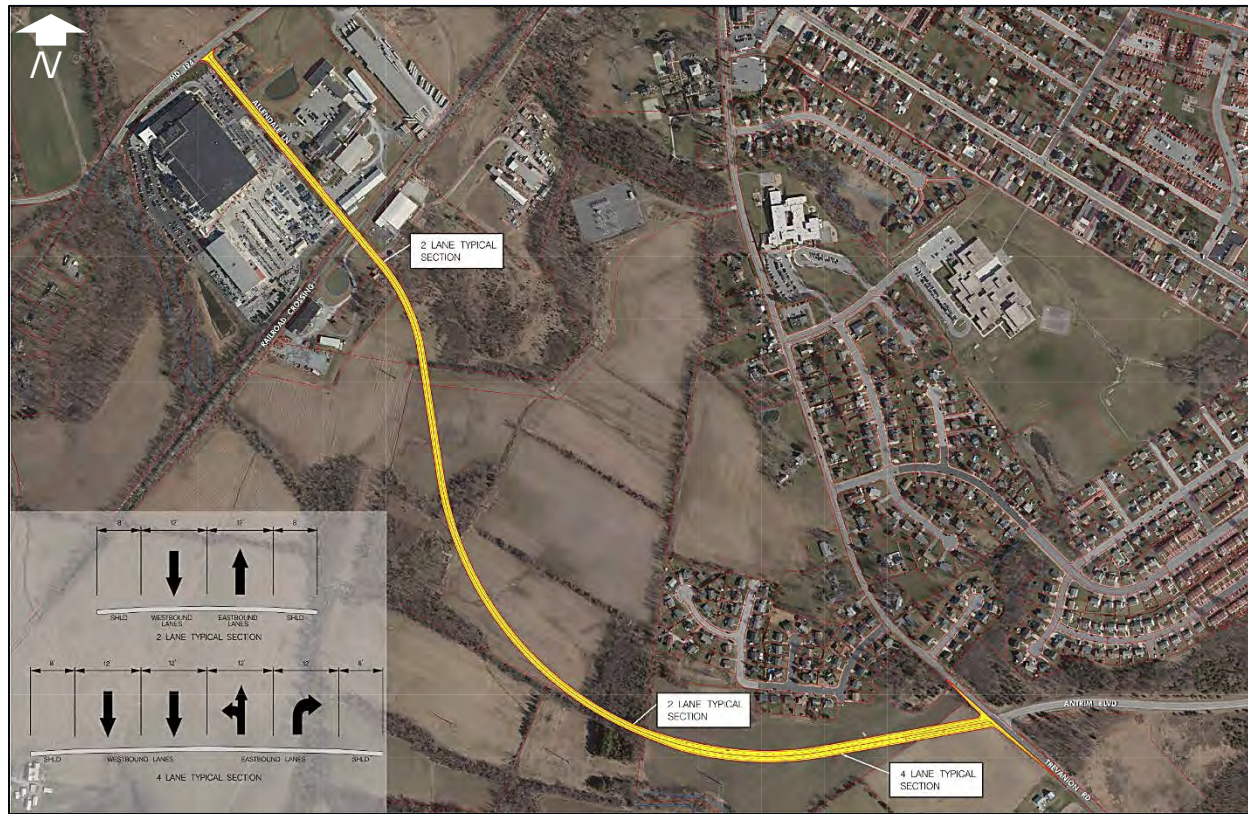 N
MD 194
ALLENDALE LN
2 LANE TYPICAL
SECTION
RAILROAD CROSSING
8'
12'
12'
8'
SHLD
WESTBOUND
LANES
EASTBOUND
LANES
SHLD
2 LANE TYPICAL SECTION
8'
12'
12'
12'
12'
8'
SHLD
WESTBOUND LANES
EASTBOUND LANES
SHLD
4 LANE TYPICAL SECTION
2 LANE TYPICAL
SECTION
ANTRIM BLVD
4 LANE TYPICAL
SECTION
TREVANION RD